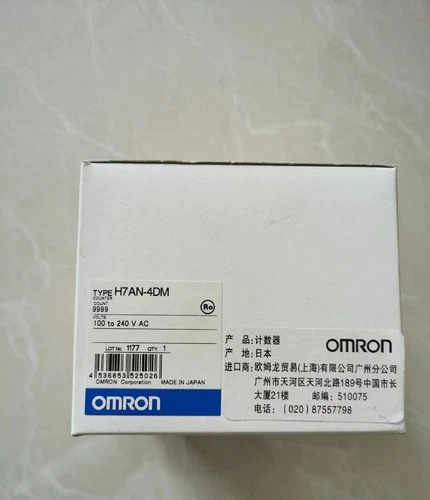 TYPE H7AN-4DM
COUNTER
COUNT
9999
VOLTS
100 to 240 V AC
Ro
LOT No. 1177 QTY. 1
4 536853 525026
OMRON Corporation MADE IN JAPAN
OMRON
产 品:计数器
OMRON
产 地:日本
进口商:欧姆龙贸易(上海)有限公司广州分公司
广州市天河区天河北路189号中国市长
大厦21楼 邮编:510075
电话:(020)87557798